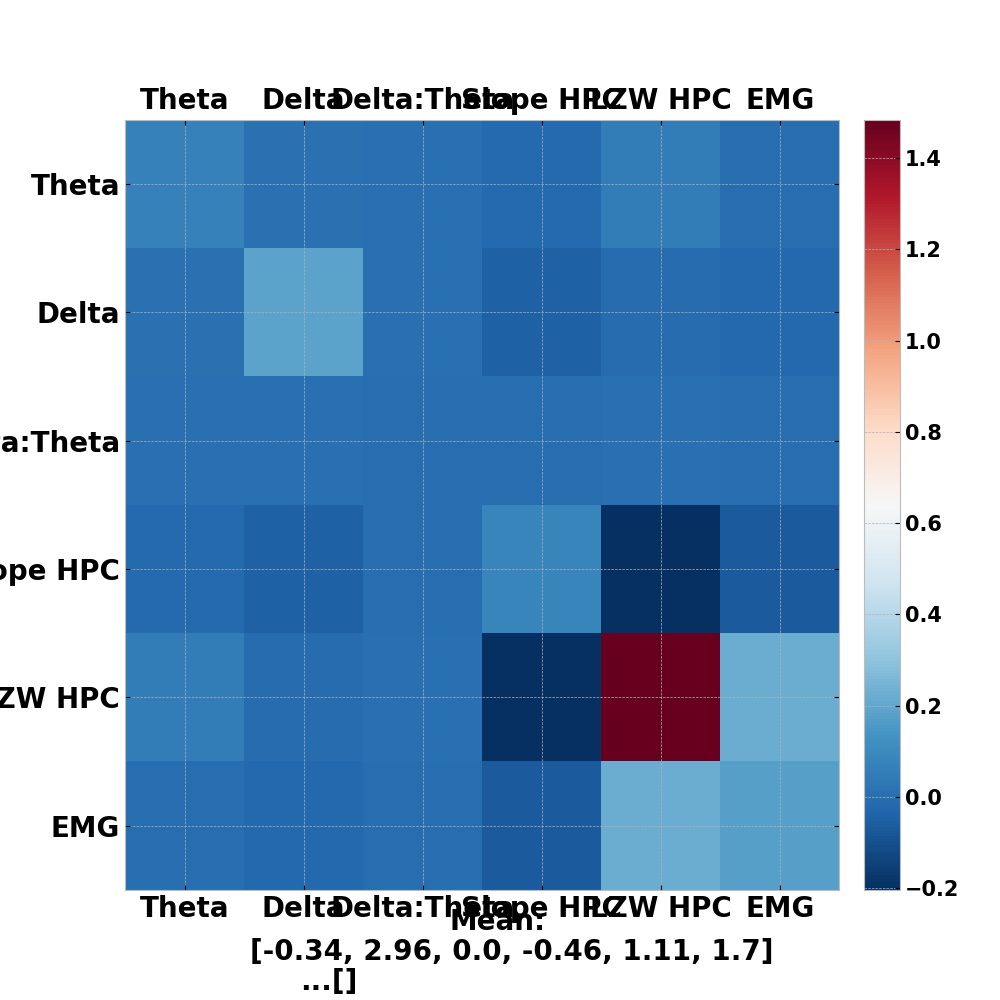 Theta Delta Delta:Theta Slope HPC LZW HPC EMG
Theta
Delta
a:Theta
ope HPC
ZW HPC
EMG
1.4
1.2
1.0
0.8
0.6
0.4
0.2
0.0
−0.2
Theta Delta Delta:Theta Slope HPC LZW HPC EMG
Mean:
[-0.34, 2.96, 0.0, -0.46, 1.11, 1.7]
...[]